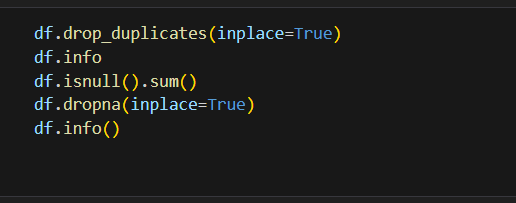 df.drop_duplicates(inplace=True)
df.info
df.isnull().sum()
df.dropna(inplace=True)
df.info()